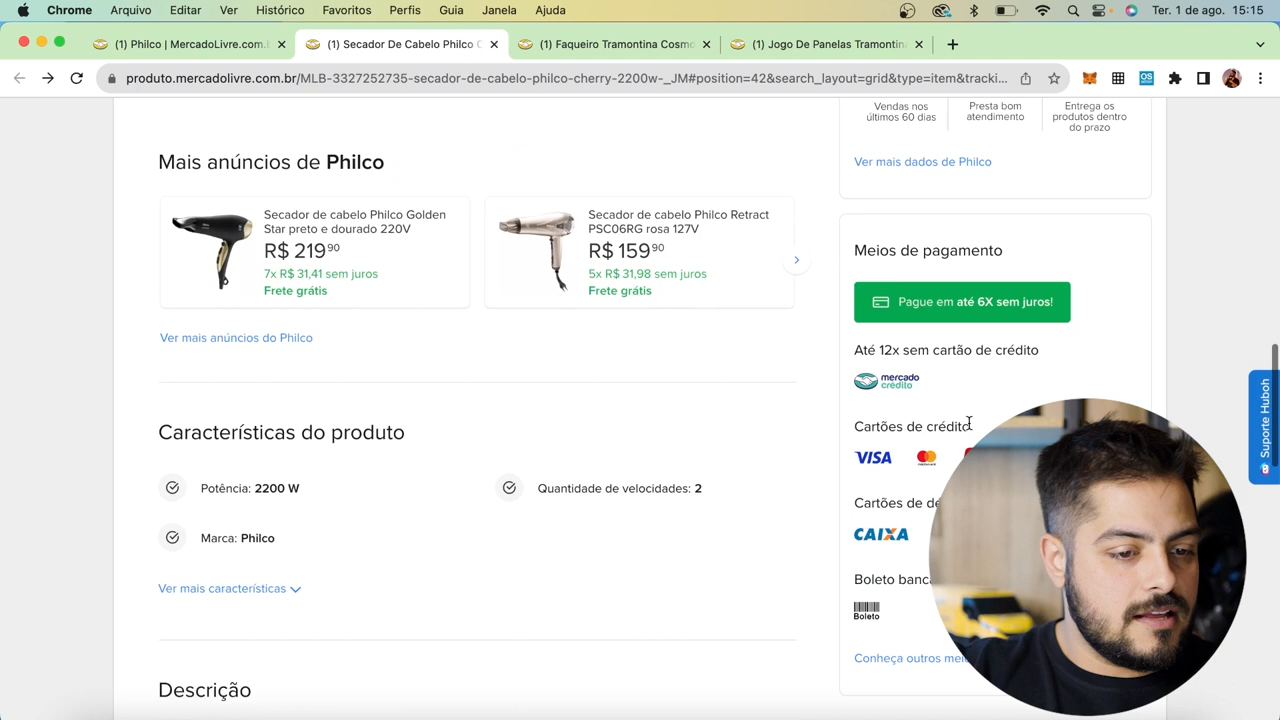 Chrome Arquivo Editar Ver Histórico Favoritos Perfis Guia Janela Ajuda Ter. 1 de ago. 15:15
(1) Philco | MercadoLivre.com.b (1) Secador De Cabelo Philco C (1) Faqueiro Tramontina Cosmo (1) Jogo De Panelas Tramontina
produto.mercadolivre.com.br/MLB-3327252735-secador-de-cabelo-philco-cherry-2200w-_JM#position=42&search_layout=grid&type=item&tracki...
Vendas nos
últimos 60 dias
Presta bom
atendimento
Entrega os
produtos dentro
do prazo
Ver mais dados de Philco
Mais anúncios de Philco
Secador de cabelo Philco Golden
Star preto e dourado 220V
R$ 219 90
7x R$ 31,41 sem juros
Frete grátis
Secador de cabelo Philco Retract
PSC06RG rosa 127V
R$ 159 90
5x R$ 31,98 sem juros
Frete grátis
Ver mais anúncios do Philco
Características do produto
Potência: 2200 W
Quantidade de velocidades: 2
Marca: Philco
Ver mais características
Descrição
Meios de pagamento
Pague em até 6X sem juros!
Até 12x sem cartão de crédito
mercado
crédito
Cartões de crédito
VISA mastercard
Cartões de dé
CAIXA
Boleto banca
Boleto
Conheça outros mei
Suporte Huboh